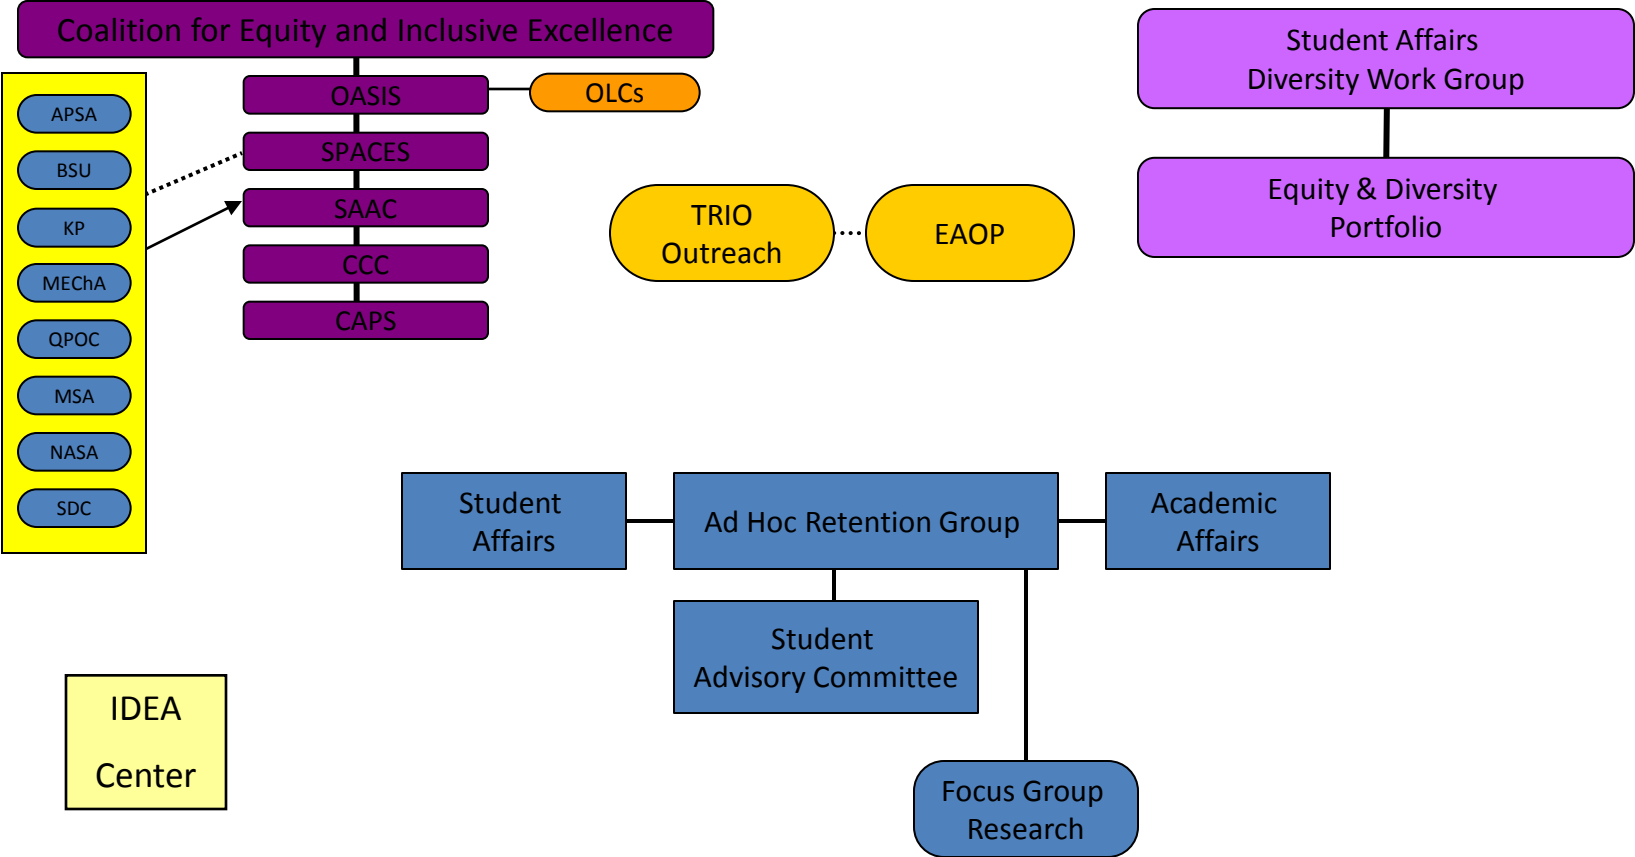 Coalition for Equity and Inclusive Excellence
OASIS
SPACES
SAAC
CCC
CAPS
OLCs
APSA
BSU
KP
MEChA
QPOC
MSA
NASA
SDC
TRIO
Outreach
EAOP
Student Affairs
Diversity Work Group
Equity & Diversity
Portfolio
Student
Affairs
Ad Hoc Retention Group
Academic
Affairs
Student
Advisory Committee
Focus Group
Research
IDEA
Center